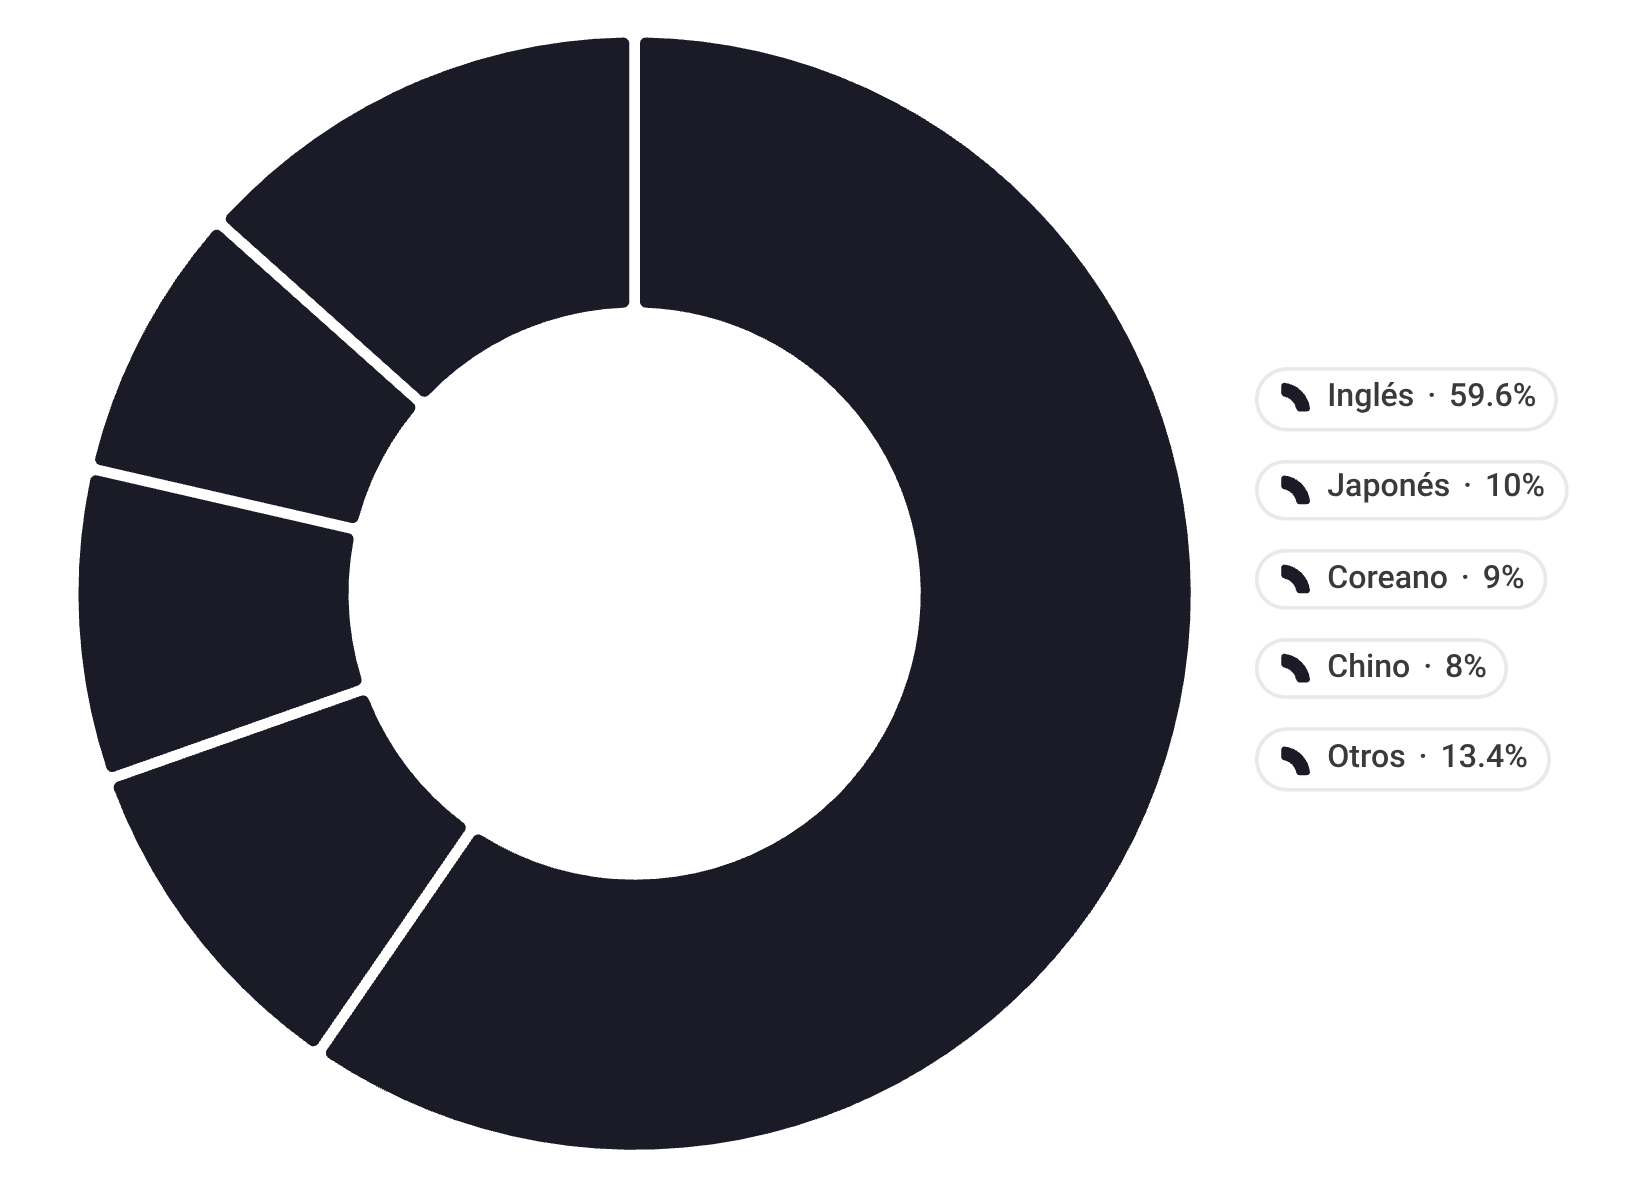 Inglés · 59.6%
Japonés · 10%
Coreano · 9%
Chino · 8%
Otros · 13.4%